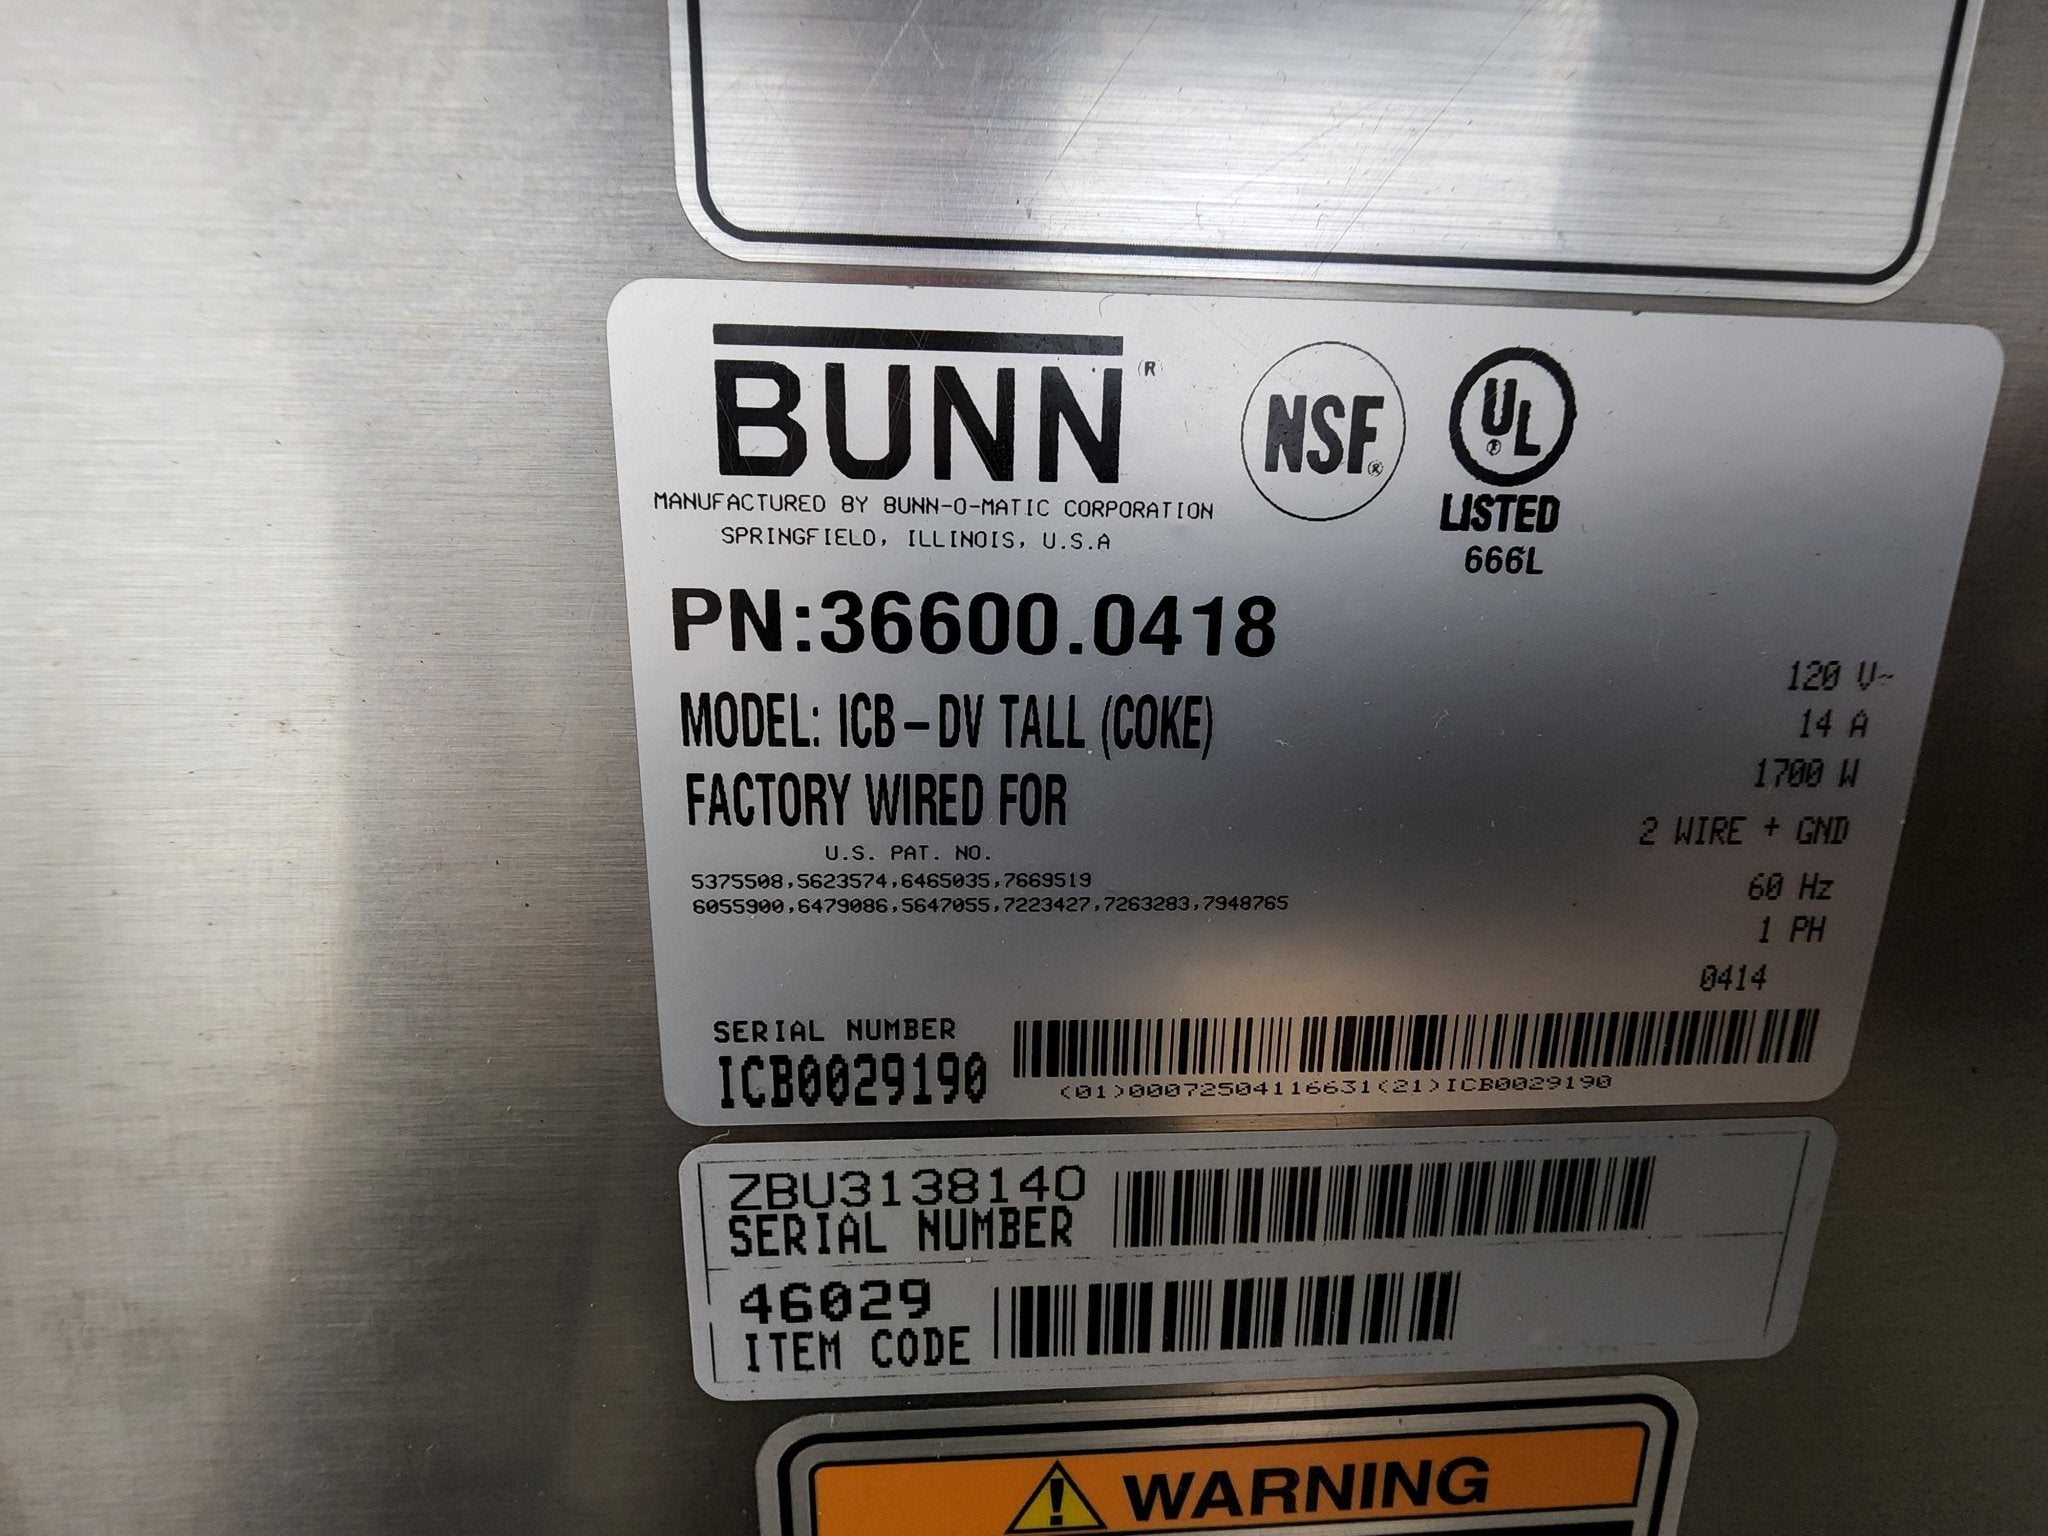 BUNN®
MANUFACTURED BY BUNN-O-MATIC CORPORATION
SPRINGFIELD, ILLINOIS, U.S.A
NSF®
UL®
LISTED
666L
PN:36600.0418
MODEL: ICB-DV TALL (COKE)
FACTORY WIRED FOR
120 V~
14 A
1700 W
2 WIRE + GND
60 Hz
1 PH
0414
U.S. PAT. NO.
5375508,5623574,6465035,7669519
6055900,6479086,5647055,7223427,7263283,7948765
SERIAL NUMBER
ICB0029190
(01)00072504116631(21)ICB0029190
ZBU3138140
SERIAL NUMBER
46029
ITEM CODE
WARNING